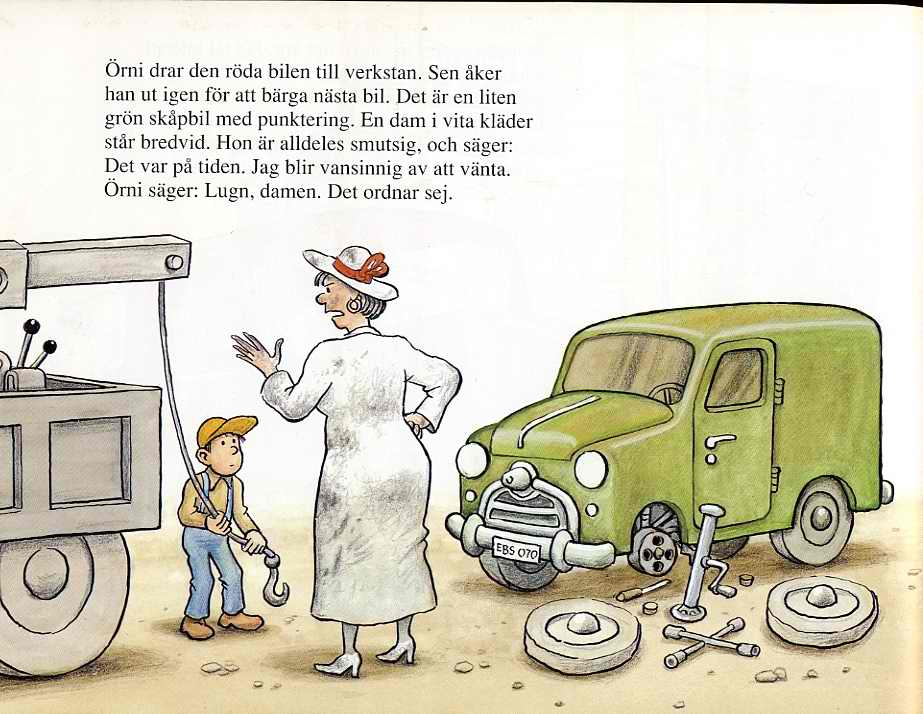 Örni drar den röda bilen till verkstan. Sen åker
han ut igen för att bärga nästa bil. Det är en liten
grön skåpbil med punktering. En dam i vita kläder
står bredvid. Hon är alldeles smutsig, och säger:
Det var på tiden. Jag blir vansinnig av att vänta.
Örni säger: Lugn, damen. Det ordnar sej.
EBS 070